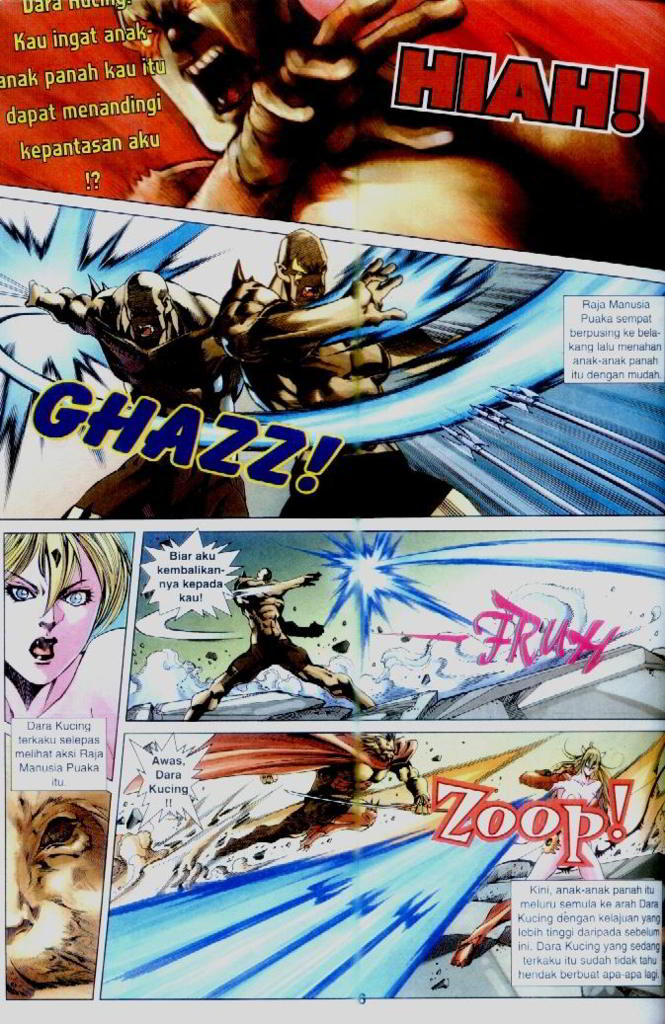 Dara Kucing!
Kau ingat anak-
anak panah kau itu
dapat menandingi
kepantasan aku
!?
HIAH!
Raja Manusia
Puaka sempat
berpusing ke bela-
kang lalu menahan
anak-anak panah
itu dengan mudah.
GHAZZ!
Biar aku
kembalikan-
nya kepada
kau!
FRUH
Dara Kucing
terkaku selepas
melihat aksi Raja
Manusia Puaka
itu.
Awas,
Dara
Kucing
!!
ZOOP!
Kini, anak-anak panah itu
meluru semula ke arah Dara
Kucing dengan kelajuan yang
lebih tinggi daripada sebelum
ini. Dara Kucing yang sedang
terkaku itu sudah tidak tahu
hendak berbuat apa-apa lagi.
6